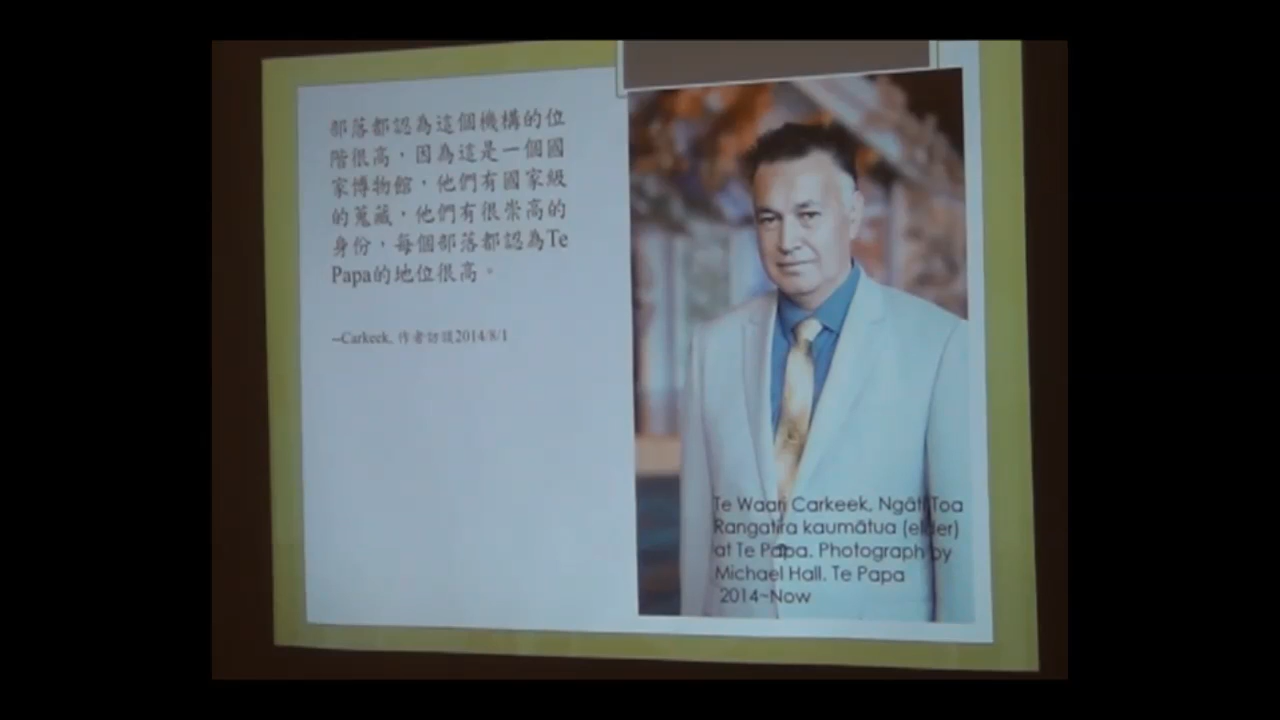 部落都認為這個機構的位
階很高，因為這是一個國
家博物館，他們有國家級
的蒐藏，他們有很崇高的
身份，每個部落都認為Te
Papa的地位很高。
--Carkeek, 作者訪談2014/8/1
Te Waari Carkeek, Ngāti Toa
Rangatira kaumātua (elder)
at Te Papa. Photograph by
Michael Hall. Te Papa
2014~Now